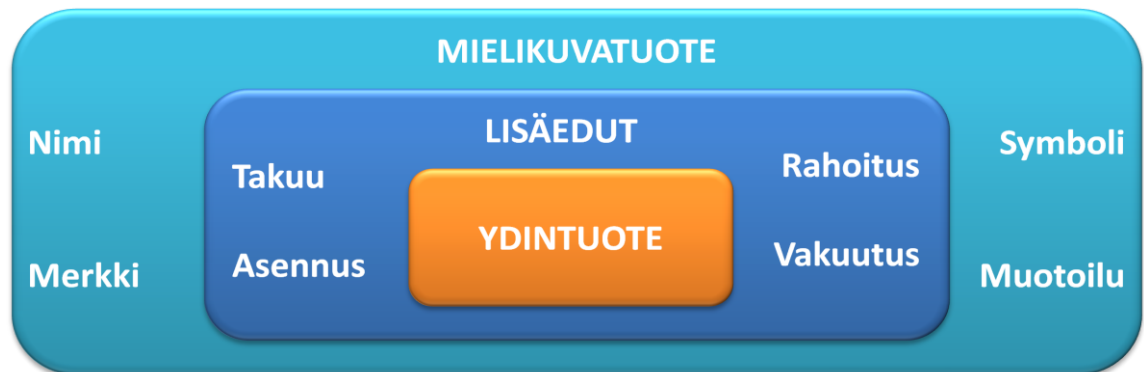 MIELIKUVATUOTE
Nimi
Merkki
LISÄEDUT
Takuu
Asennus
YDINTUOTE
Rahoitus
Vakuutus
Symboli
Muotoilu